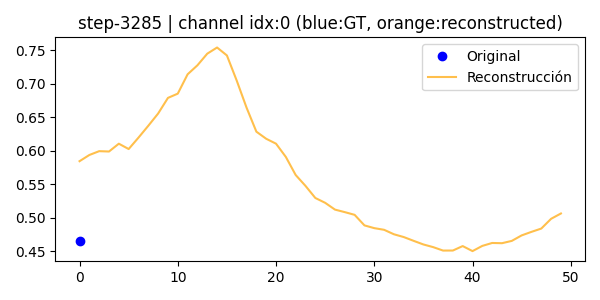 step-3285 | channel idx:0 (blue:GT, orange:reconstructed)
Original
Reconstrucción
0.75
0.70
0.65
0.60
0.55
0.50
0.45
0 10 20 30 40 50